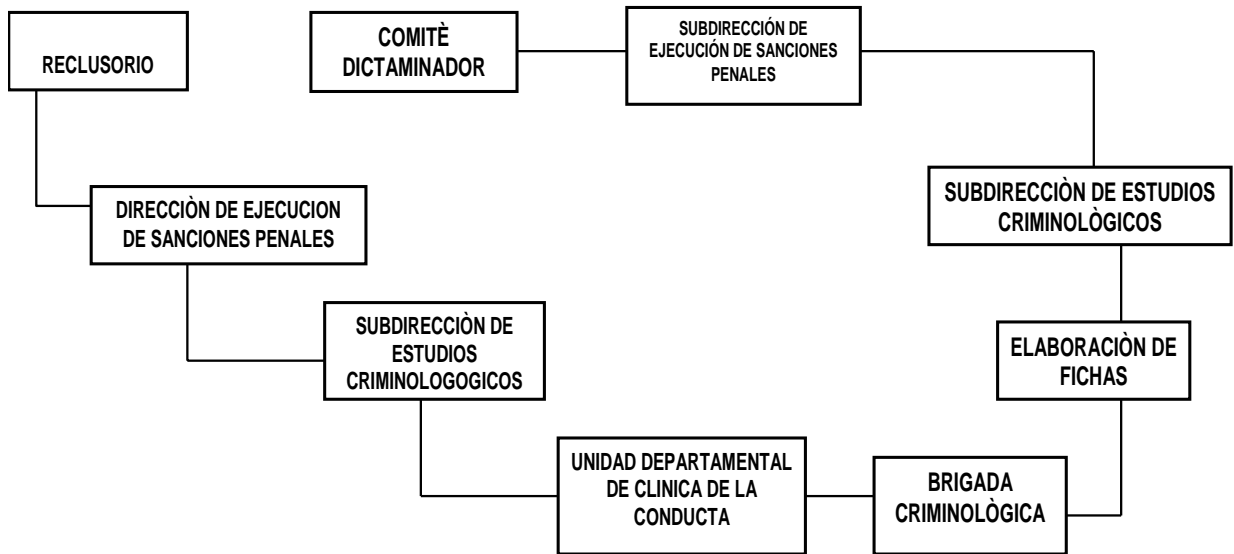 RECLUSORIO
COMITÈ
DICTAMINADOR
SUBDIRECCIÓN DE
EJECUCIÓN DE SANCIONES
PENALES
DIRECCIÒN DE EJECUCION
DE SANCIONES PENALES
SUBDIRECCIÒN DE ESTUDIOS
CRIMINOLÒGICOS
SUBDIRECCIÒN DE
ESTUDIOS
CRIMINOLOGOGICOS
ELABORACIÒN DE
FICHAS
UNIDAD DEPARTAMENTAL
DE CLINICA DE LA
CONDUCTA
BRIGADA
CRIMINOLÒGICA